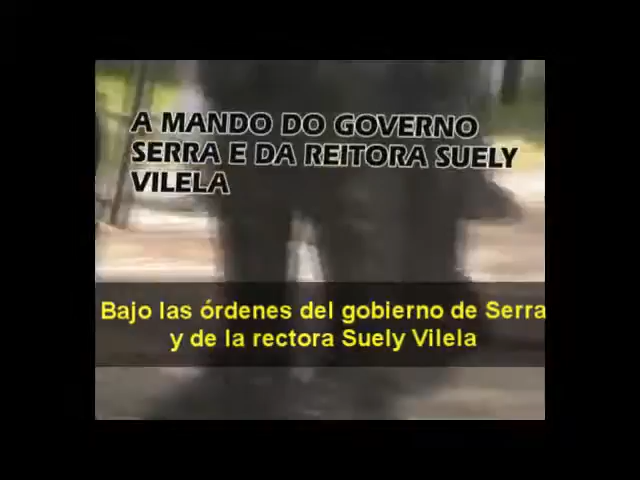 A MANDO DO GOVERNO
SERRA E DA REITORA SUELY
VILELA
Bajo las órdenes del gobierno de Serra
y de la rectora Suely Vilela